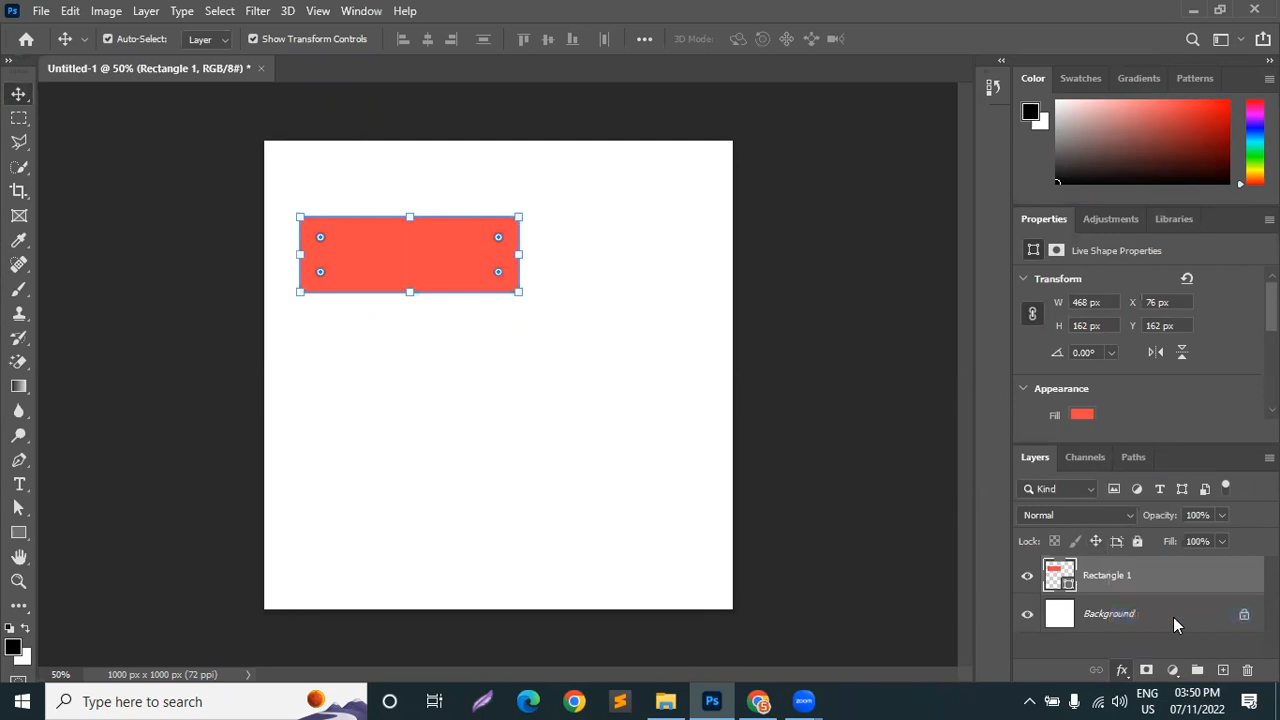 Ps File Edit Image Layer Type Select Filter 3D View Window Help
Auto-Select: Layer Show Transform Controls 3D Mode:
Untitled-1 @ 50% (Rectangle 1, RGB/8#) *
Color Swatches Gradients Patterns
Properties Adjustments Libraries
Live Shape Properties
Transform
W 468 px X 76 px
H 162 px Y 162 px
0.00°
Appearance
Fill
Layers Channels Paths
Kind
Normal Opacity: 100%
Lock: Fill: 100%
Rectangle 1
Background
fx
50% 1000 px x 1000 px (72 ppi)
Type here to search
Ps
S
zoom
ENG
US
03:50 PM
07/11/2022